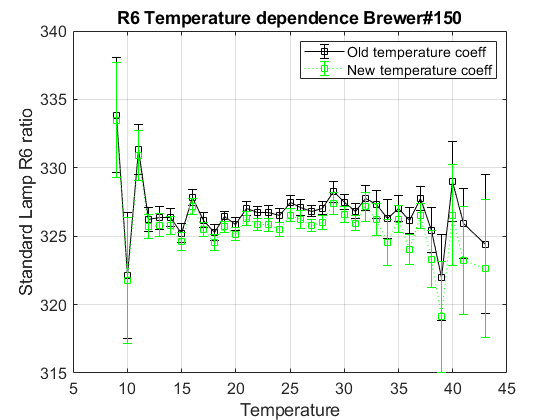 R6 Temperature dependence Brewer#150
Old temperature coeff
New temperature coeff
Standard Lamp R6 ratio
340
335
330
325
320
315
5 10 15 20 25 30 35 40 45
Temperature